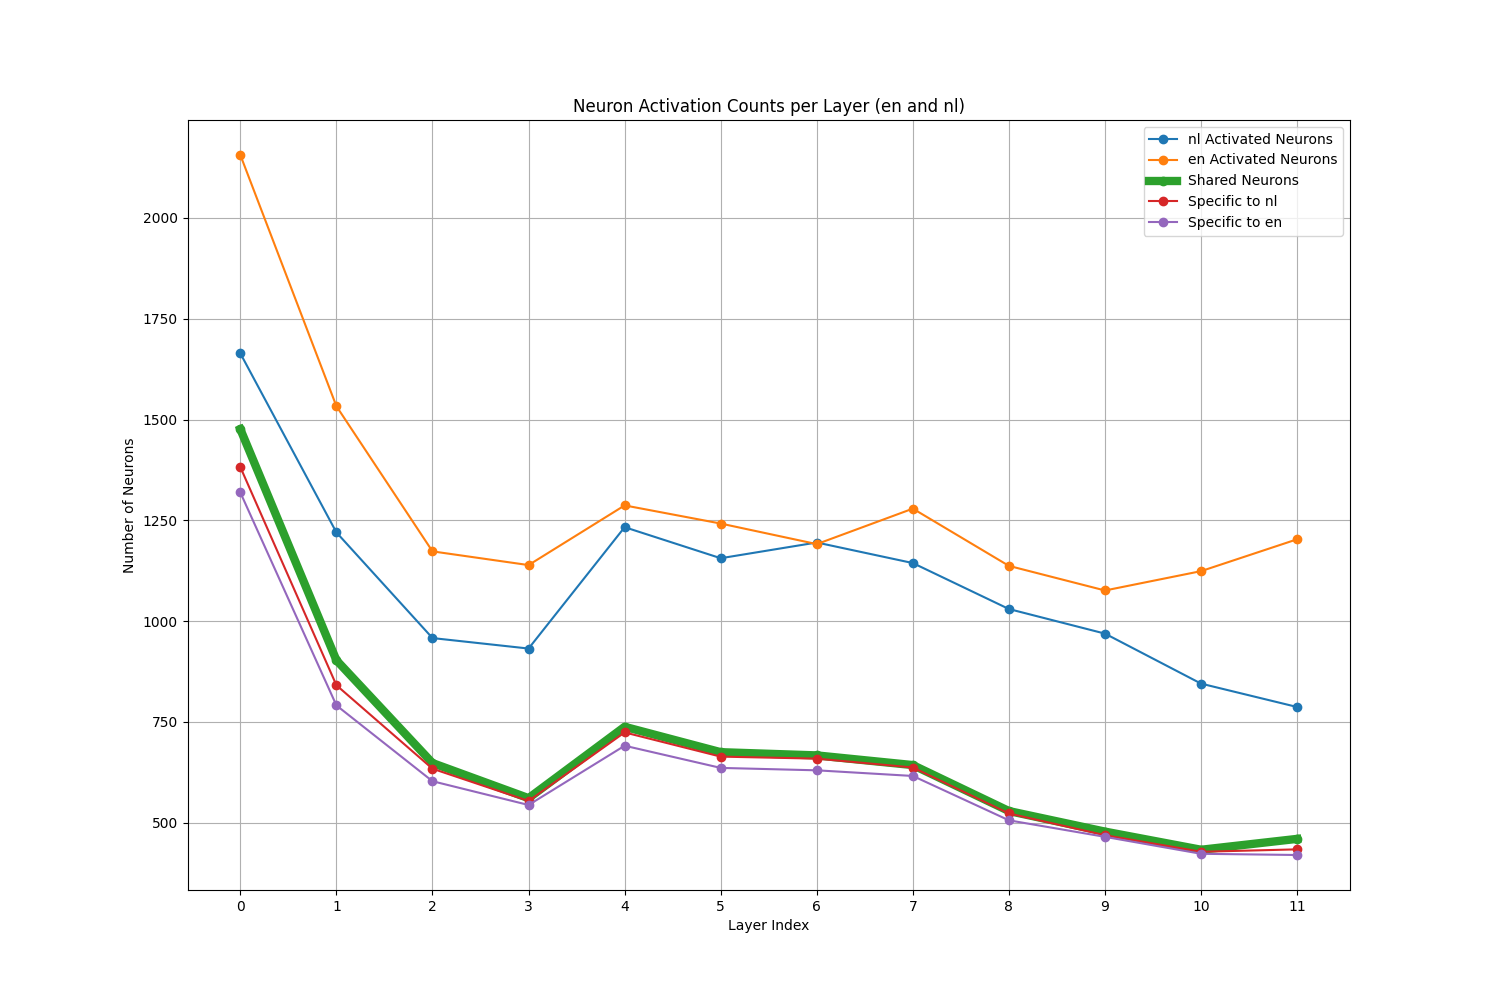 Neuron Activation Counts per Layer (en and nl)
nl Activated Neurons
en Activated Neurons
Shared Neurons
Specific to nl
Specific to en
Number of Neurons
2000
1750
1500
1250
1000
750
500
0 1 2 3 4 5 6 7 8 9 10 11
Layer Index